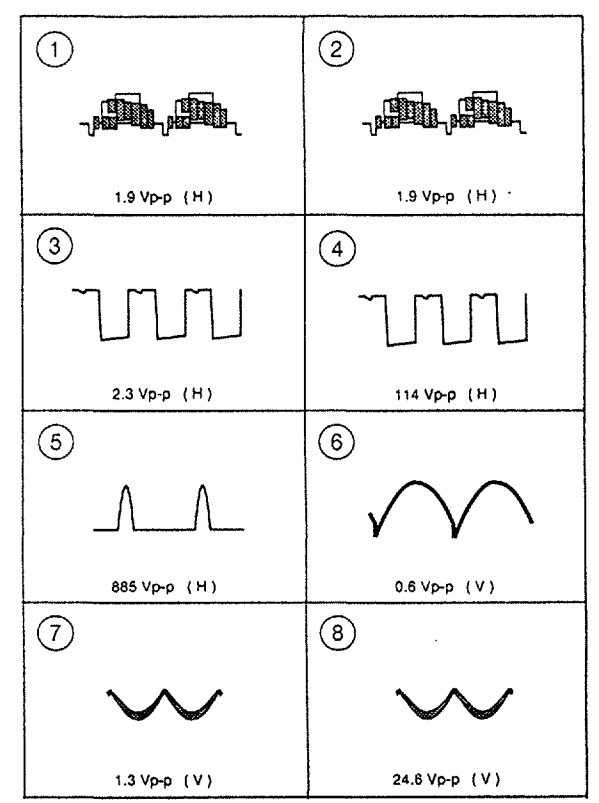 1
2
1.9 Vp-p (H)
1.9 Vp-p (H)
3
4
2.3 Vp-p (H)
114 Vp-p (H)
5
6
885 Vp-p (H)
0.6 Vp-p (V)
7
8
1.3 Vp-p (V)
24.6 Vp-p (V)